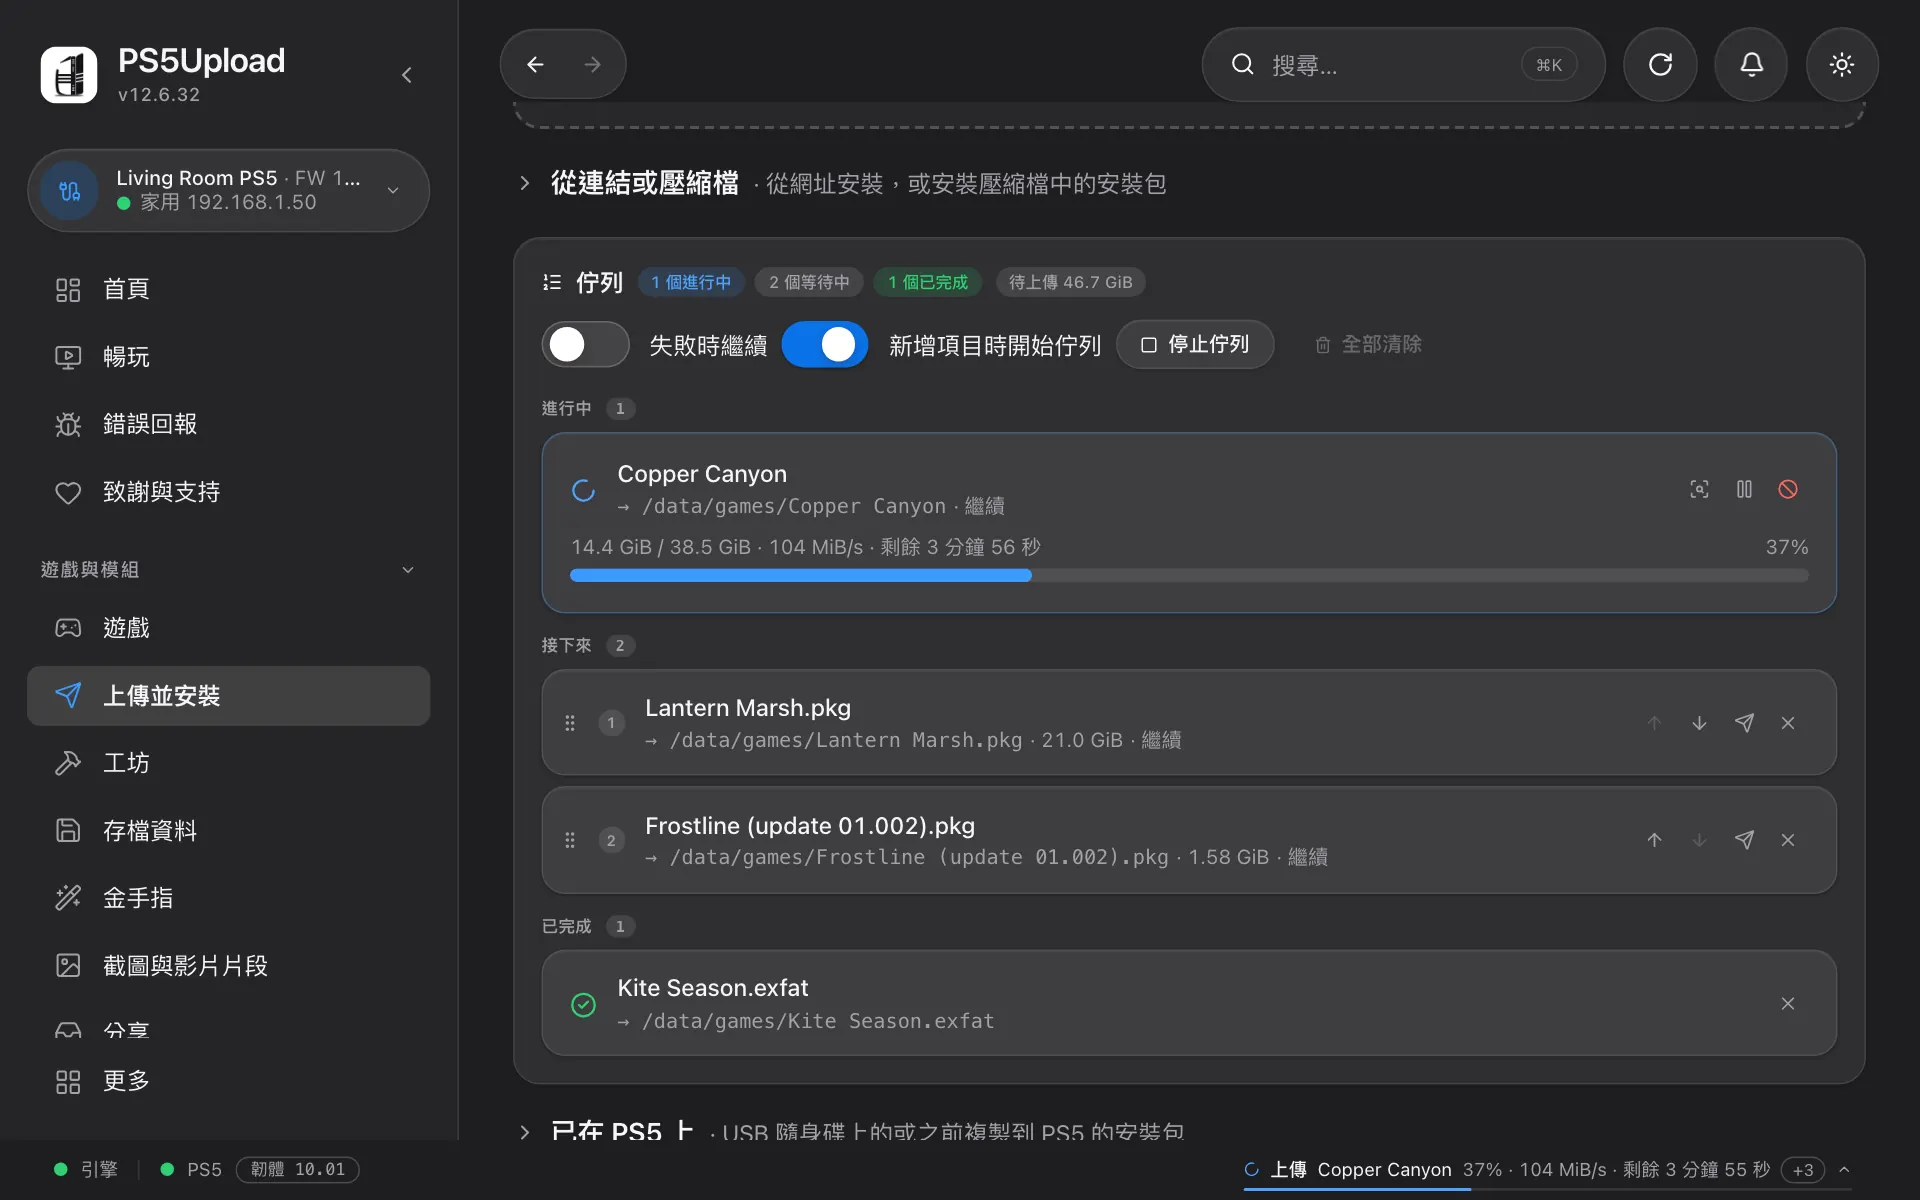 PS5Upload
v12.6.32
Living Room PS5 · FW 1...
家用 192.168.1.50
首頁
暢玩
錯誤回報
致謝與支持
遊戲與模組
遊戲
上傳並安裝
工坊
存檔資料
金手指
截圖與影片片段
分享
更多
搜尋...
⌘K
從連結或壓縮檔 · 從網址安裝，或安裝壓縮檔中的安裝包
佇列 1 個進行中 2 個等待中 1 個已完成 待上傳 46.7 GiB
失敗時繼續 新增項目時開始佇列 停止佇列 全部清除
進行中 1
Copper Canyon
→ /data/games/Copper Canyon · 繼續
14.4 GiB / 38.5 GiB · 104 MiB/s · 剩餘 3 分鐘 56 秒 37%
接下來 2
1 Lantern Marsh.pkg
→ /data/games/Lantern Marsh.pkg · 21.0 GiB · 繼續
2 Frostline (update 01.002).pkg
→ /data/games/Frostline (update 01.002).pkg · 1.58 GiB · 繼續
已完成 1
Kite Season.exfat
→ /data/games/Kite Season.exfat
已在 PS5 上 · USB 隨身碟上的或之前複製到 PS5 的安裝包
引擎 PS5 韌體 10.01
上傳 Copper Canyon 37% · 104 MiB/s · 剩餘 3 分鐘 55 秒 +3